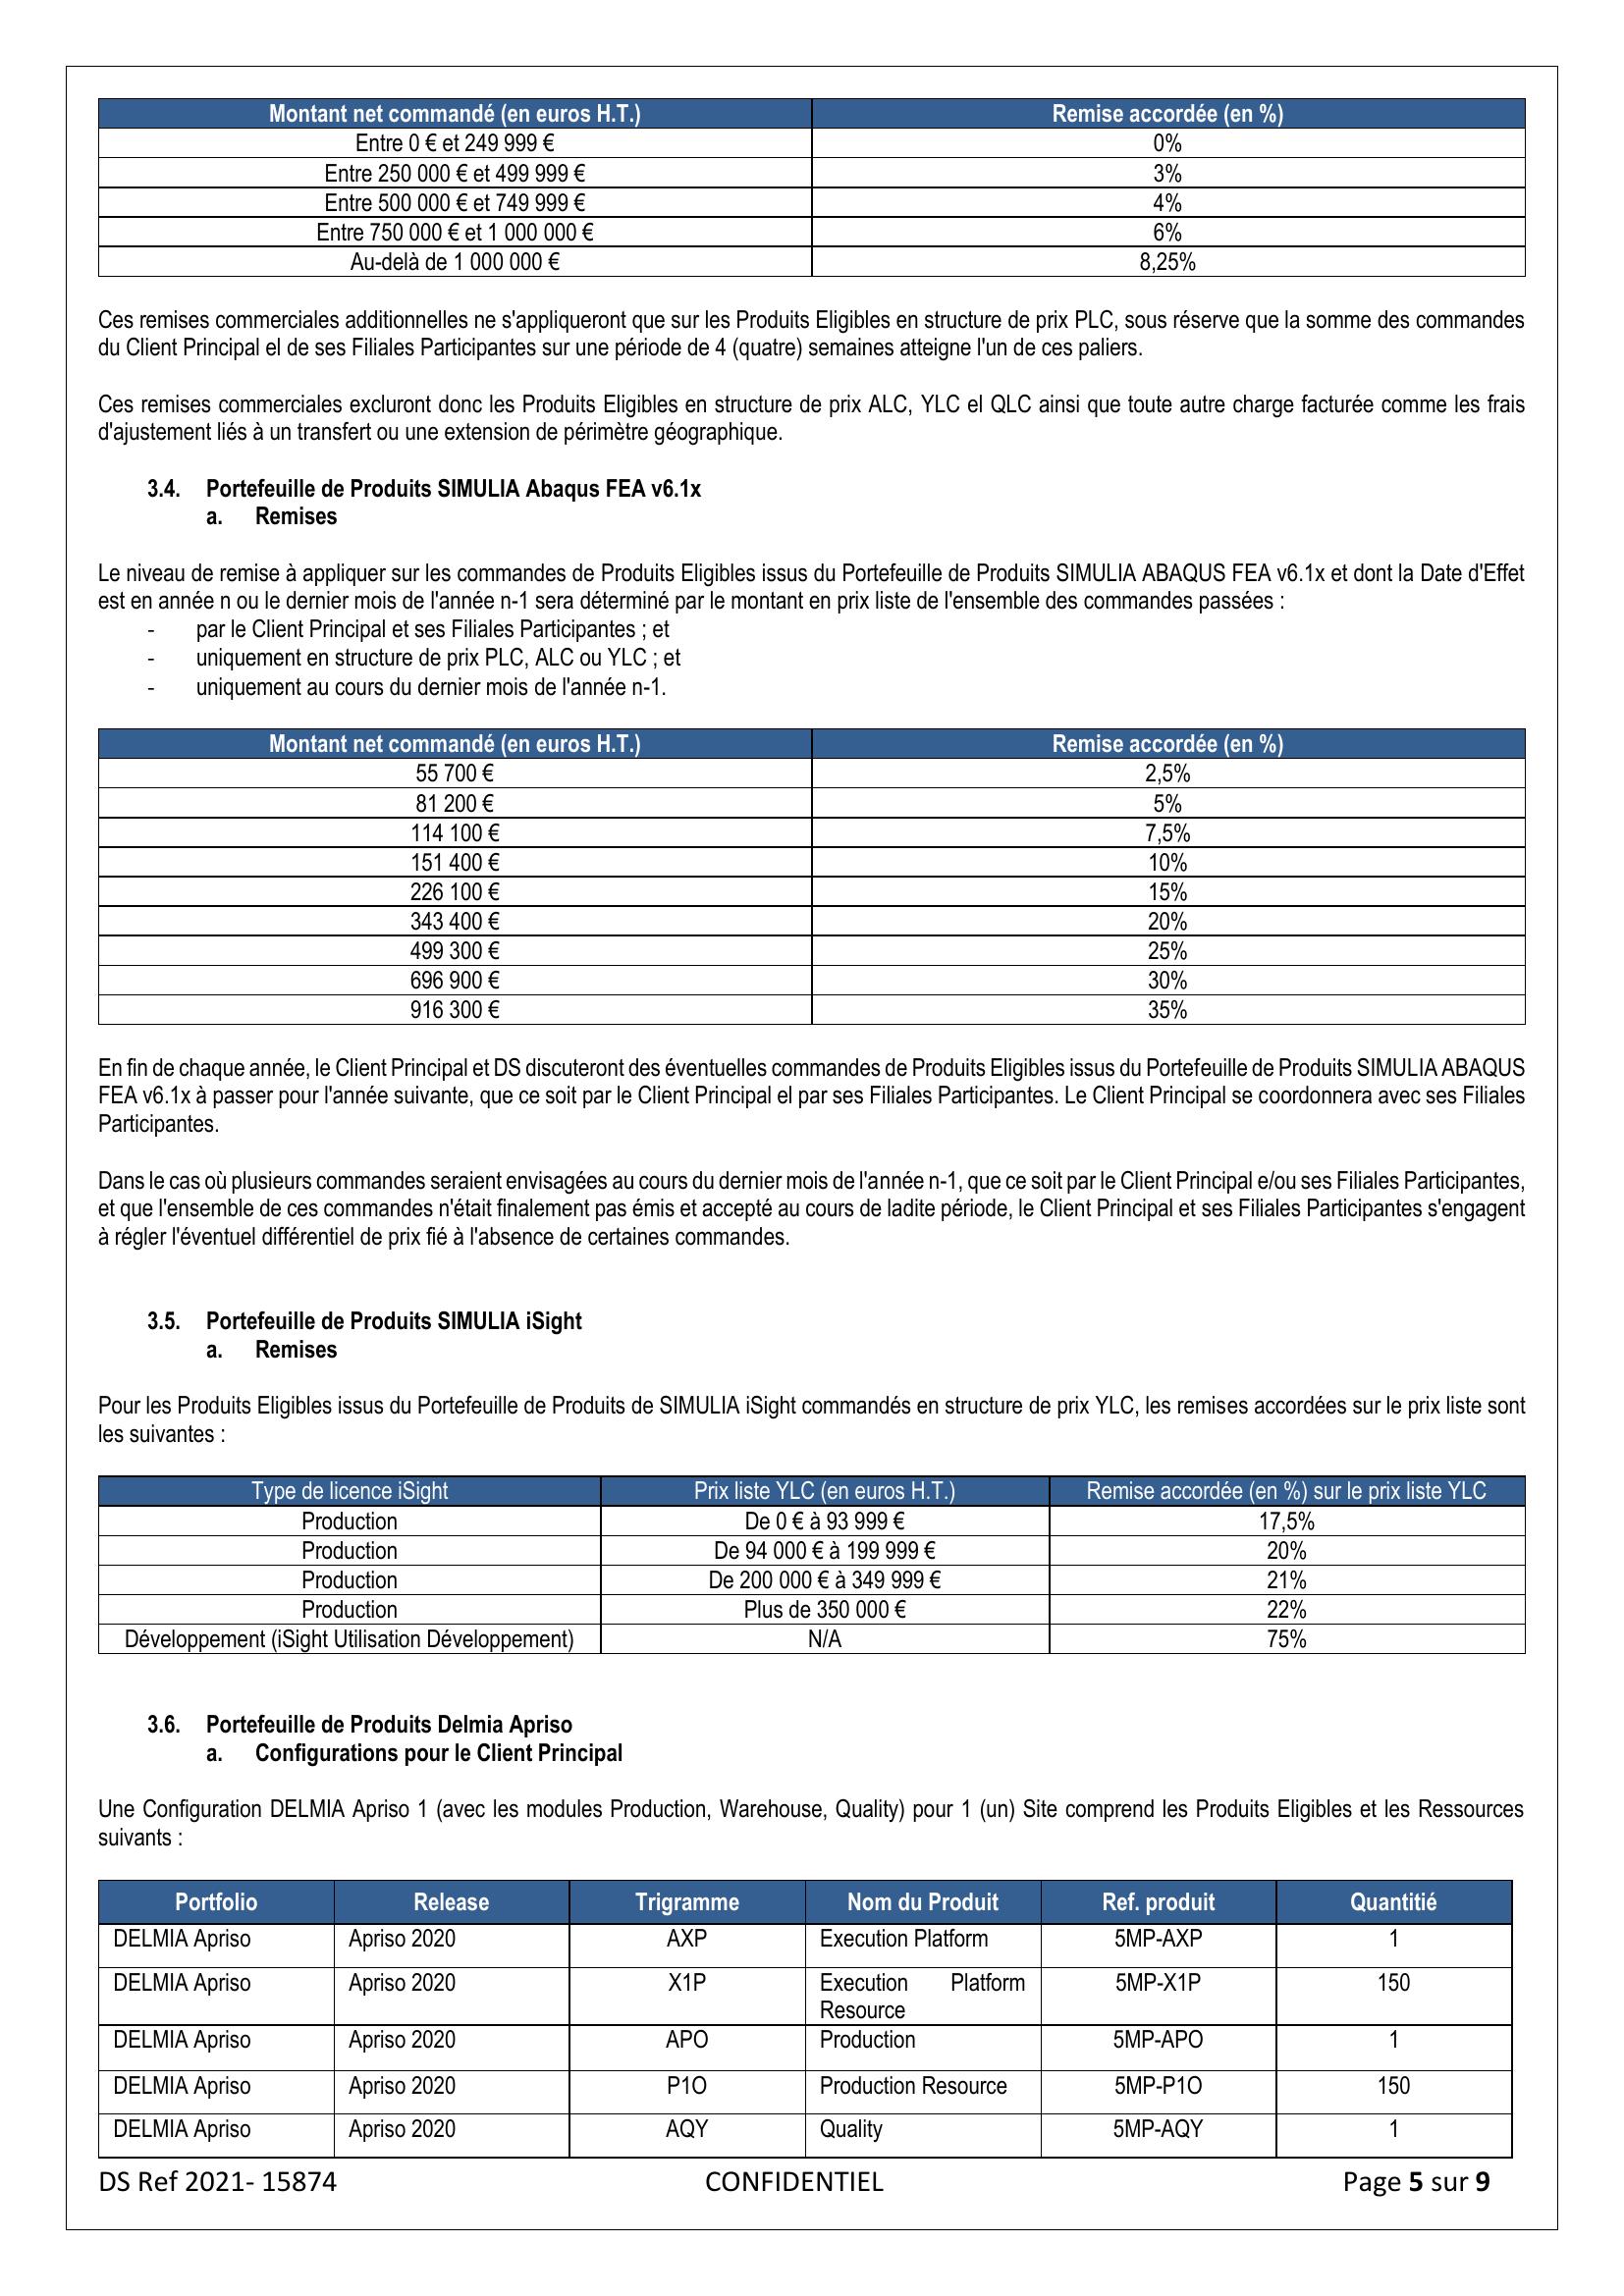 Montant net commandé (en euros H.T.) Remise accordée (en %)
Entre 0 € et 249 999 € 0%
Entre 250 000 € et 499 999 € 3%
Entre 500 000 € et 749 999 € 4%
Entre 750 000 € et 1 000 000 € 6%
Au-delà de 1 000 000 € 8,25%
Ces remises commerciales additionnelles ne s'appliqueront que sur les Produits Eligibles en structure de prix PLC, sous réserve que la somme des commandes
du Client Principal el de ses Filiales Participantes sur une période de 4 (quatre) semaines atteigne l'un de ces paliers.
Ces remises commerciales excluront donc les Produits Eligibles en structure de prix ALC, YLC el QLC ainsi que toute autre charge facturée comme les frais
d'ajustement liés à un transfert ou une extension de périmètre géographique.
3.4. Portefeuille de Produits SIMULIA Abaqus FEA v6.1x
a. Remises
Le niveau de remise à appliquer sur les commandes de Produits Eligibles issus du Portefeuille de Produits SIMULIA ABAQUS FEA v6.1x et dont la Date d'Effet
est en année n ou le dernier mois de l'année n-1 sera déterminé par le montant en prix liste de l'ensemble des commandes passées :
- par le Client Principal et ses Filiales Participantes ; et
- uniquement en structure de prix PLC, ALC ou YLC ; et
- uniquement au cours du dernier mois de l'année n-1.
Montant net commandé (en euros H.T.) Remise accordée (en %)
55 700 € 2,5%
81 200 € 5%
114 100 € 7,5%
151 400 € 10%
226 100 € 15%
343 400 € 20%
499 300 € 25%
696 900 € 30%
916 300 € 35%
En fin de chaque année, le Client Principal et DS discuteront des éventuelles commandes de Produits Eligibles issus du Portefeuille de Produits SIMULIA ABAQUS
FEA v6.1x à passer pour l'année suivante, que ce soit par le Client Principal el par ses Filiales Participantes. Le Client Principal se coordonnera avec ses Filiales
Participantes.
Dans le cas où plusieurs commandes seraient envisagées au cours du dernier mois de l'année n-1, que ce soit par le Client Principal e/ou ses Filiales Participantes,
et que l'ensemble de ces commandes n'était finalement pas émis et accepté au cours de ladite période, le Client Principal et ses Filiales Participantes s'engagent
à régler l'éventuel différentiel de prix fié à l'absence de certaines commandes.
3.5. Portefeuille de Produits SIMULIA iSight
a. Remises
Pour les Produits Eligibles issus du Portefeuille de Produits de SIMULIA iSight commandés en structure de prix YLC, les remises accordées sur le prix liste sont
les suivantes :
Type de licence iSight Prix liste YLC (en euros H.T.) Remise accordée (en %) sur le prix liste YLC
Production De 0 € à 93 999 € 17,5%
Production De 94 000 € à 199 999 € 20%
Production De 200 000 € à 349 999 € 21%
Production Plus de 350 000 € 22%
Développement (iSight Utilisation Développement) N/A 75%
3.6. Portefeuille de Produits Delmia Apriso
a. Configurations pour le Client Principal
Une Configuration DELMIA Apriso 1 (avec les modules Production, Warehouse, Quality) pour 1 (un) Site comprend les Produits Eligibles et les Ressources
suivants :
Portfolio Release Trigramme Nom du Produit Ref. produit Quantitié
DELMIA Apriso Apriso 2020 AXP Execution Platform 5MP-AXP 1
DELMIA Apriso Apriso 2020 X1P Execution Platform 5MP-X1P 150
Resource
DELMIA Apriso Apriso 2020 APO Production 5MP-APO 1
DELMIA Apriso Apriso 2020 P1O Production Resource 5MP-P1O 150
DELMIA Apriso Apriso 2020 AQY Quality 5MP-AQY 1
DS Ref 2021- 15874 CONFIDENTIEL Page 5 sur 9